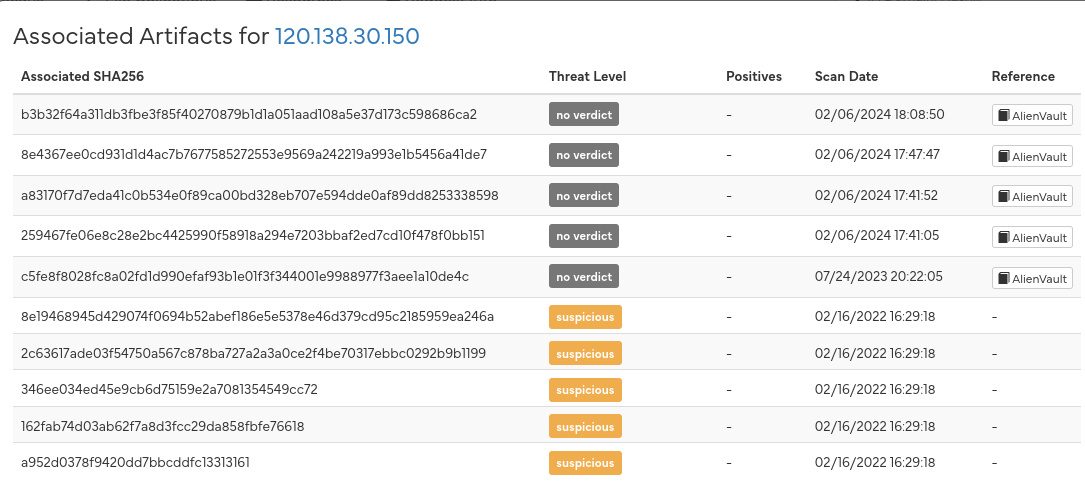 Associated Artifacts for 120.138.30.150
Associated SHA256 Threat Level Positives Scan Date Reference
b3b32f64a311db3fbe3f85f40270879b1d1a051aad108a5e37d173c598686ca2 no verdict - 02/06/2024 18:08:50 AlienVault
8e4367ee0cd931d1d4ac7b7677585272553e9569a242219a993e1b5456a41de7 no verdict - 02/06/2024 17:47:47 AlienVault
a83170f7d7eda41c0b534e0f89ca00bd328eb707e594dde0af89dd8253338598 no verdict - 02/06/2024 17:41:52 AlienVault
259467fe06e8c28e2bc4425990f58918a294e7203bbaf2ed7cd10f478f0bb151 no verdict - 02/06/2024 17:41:05 AlienVault
c5fe8f8028fc8a02fd1d990efaf93b1e01f3f344001e9988977f3aee1a10de4c no verdict - 07/24/2023 20:22:05 AlienVault
8e19468945d429074f0694b52abef186e5e5378e46d379cd95c2185959ea246a suspicious - 02/16/2022 16:29:18 -
2c63617ade03f54750a567c878ba727a2a3a0ce2f4be70317ebbc0292b9b1199 suspicious - 02/16/2022 16:29:18 -
346ee034ed45e9cb6d75159e2a7081354549cc72 suspicious - 02/16/2022 16:29:18 -
162fab74d03ab62f7a8d3fcc29da858fbfe76618 suspicious - 02/16/2022 16:29:18 -
a952d0378f9420dd7bbcddfc13313161 suspicious - 02/16/2022 16:29:18 -